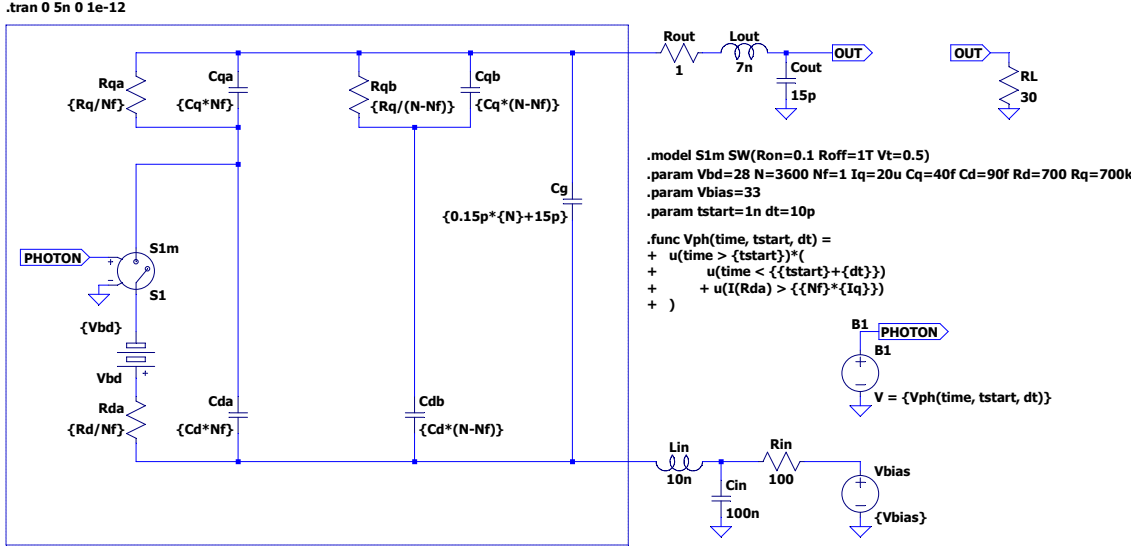 .tran 0 5n 0 1e-12
Rqa
{Rq/Nf}
Cqa
{Cq*Nf}
Rqb
{Rq/(N-Nf)}
Cqb
{Cq*(N-Nf)}
Rout
1
Lout
7n
Cout
15p
OUT
OUT
RL
30
Cg
{0.15p*{N}+15p}
.model S1m SW(Ron=0.1 Roff=1T Vt=0.5)
.param Vbd=28 N=3600 Nf=1 Iq=20u Cq=40f Cd=90f Rd=700 Rq=700k
.param Vbias=33
.param tstart=1n dt=10p
.func Vph(time, tstart, dt) =
+ u(time > {tstart})*(
+ u(time < {{tstart}+{dt}})
+ + u(I(Rda) > {{Nf}*{Iq}})
+ )
PHOTON
+
−
S1m
S1
{Vbd}
Vbd
+
Rda
{Rd/Nf}
Cda
{Cd*Nf}
Cdb
{Cd*(N-Nf)}
B1
PHOTON
B1
V = {Vph(time, tstart, dt)}
Lin
10n
Cin
100n
Rin
100
Vbias
{Vbias}